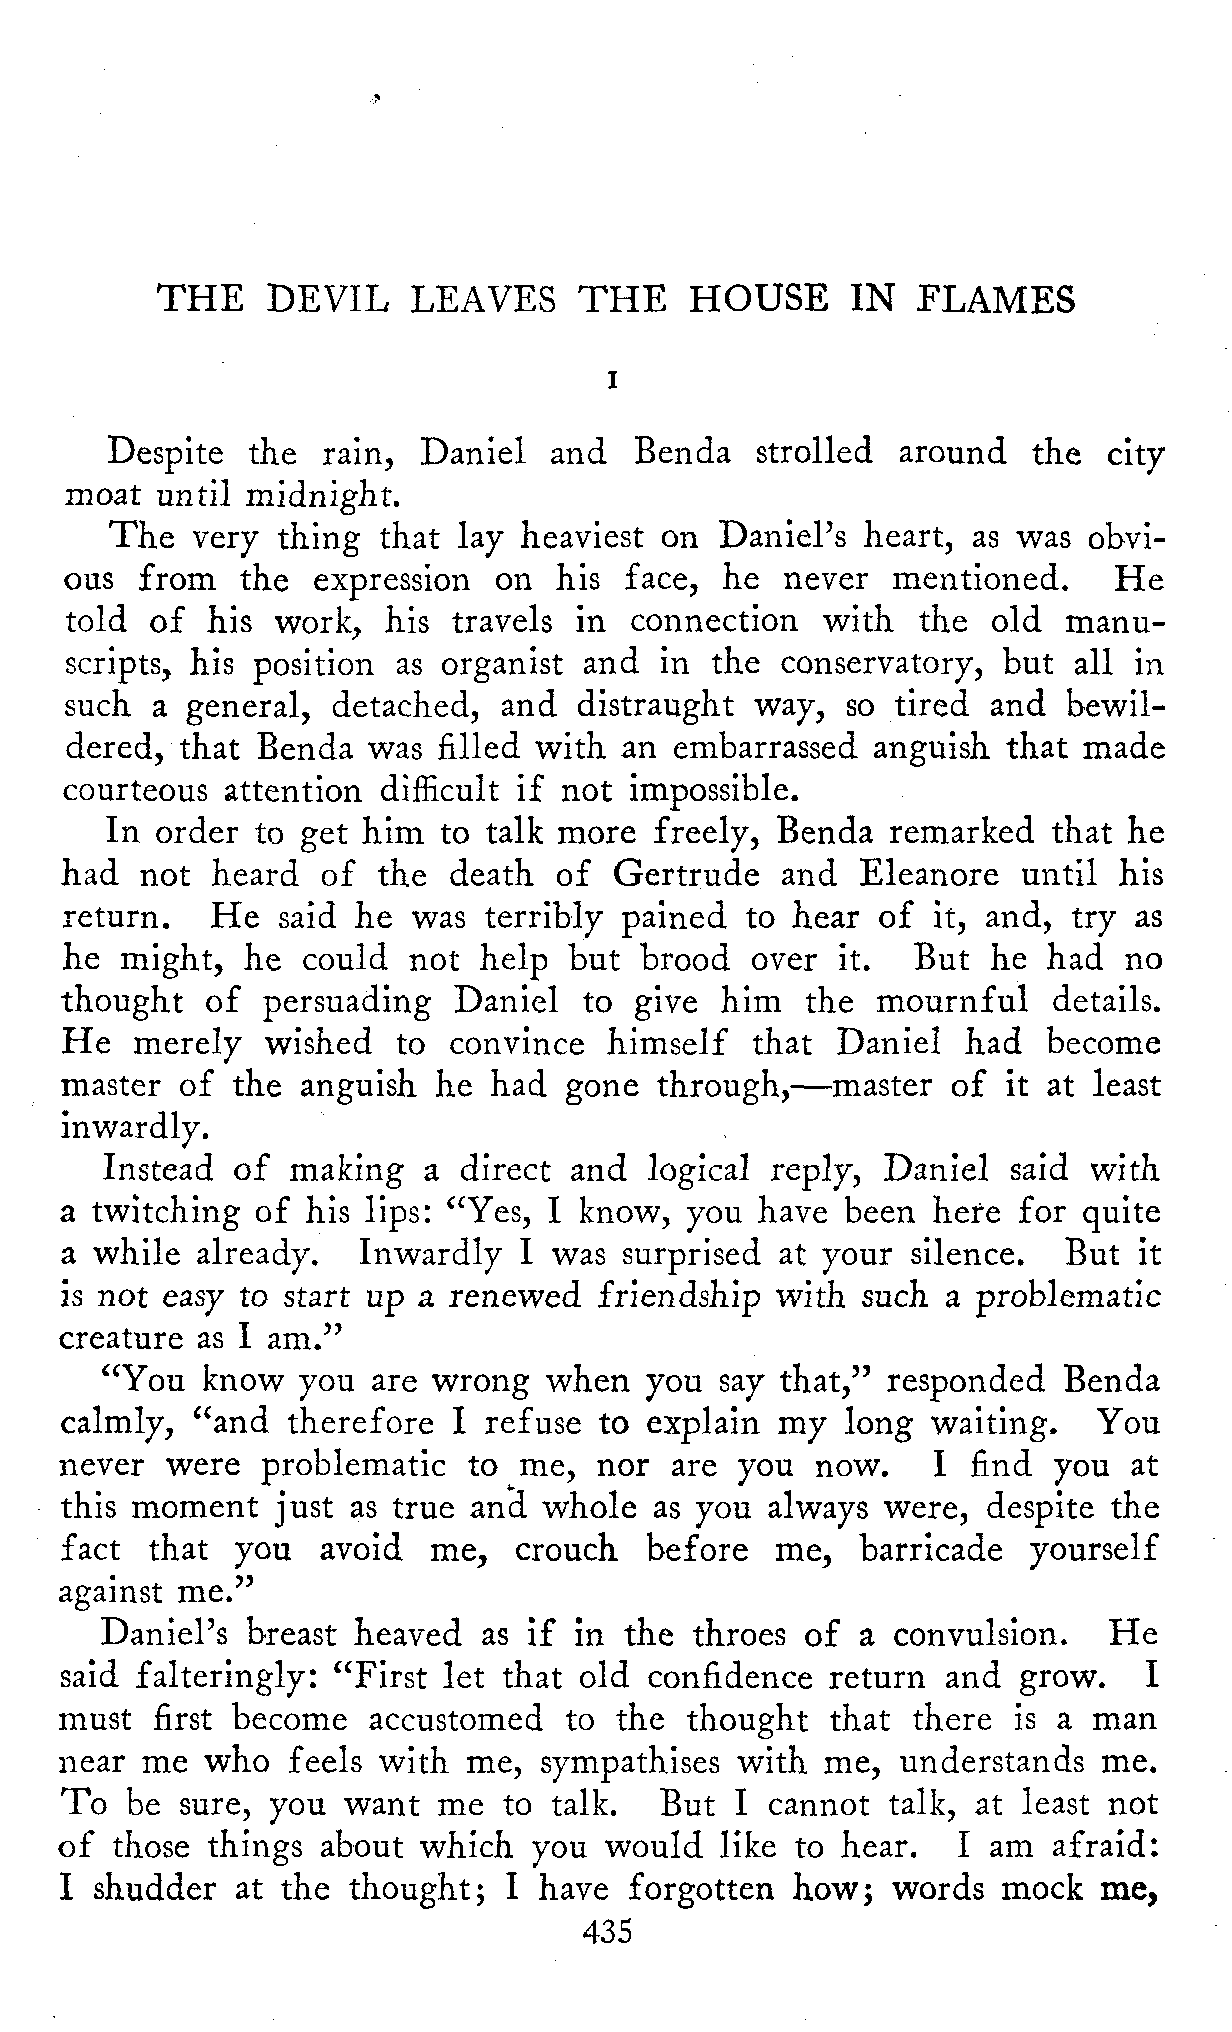 THE DEVIL LEAVES THE HOUSE IN FLAMES
I
Despite the rain, Daniel and Benda strolled around the city
moat until midnight.
The very thing that lay heaviest on Daniel's heart, as was obvi-
ous from the expression on his face, he never mentioned. He
told of his work, his travels in connection with the old manu-
scripts, his position as organist and in the conservatory, but all in
such a general, detached, and distraught way, so tired and bewil-
dered, that Benda was filled with an embarrassed anguish that made
courteous attention difficult if not impossible.
In order to get him to talk more freely, Benda remarked that he
had not heard of the death of Gertrude and Eleanore until his
return. He said he was terribly pained to hear of it, and, try as
he might, he could not help but brood over it. But he had no
thought of persuading Daniel to give him the mournful details.
He merely wished to convince himself that Daniel had become
master of the anguish he had gone through,—master of it at least
inwardly.
Instead of making a direct and logical reply, Daniel said with
a twitching of his lips: "Yes, I know, you have been here for quite
a while already. Inwardly I was surprised at your silence. But it
is not easy to start up a renewed friendship with such a problematic
creature as I am."
"You know you are wrong when you say that," responded Benda
calmly, "and therefore I refuse to explain my long waiting. You
never were problematic to me, nor are you now. I find you at
this moment just as true and whole as you always were, despite the
fact that you avoid me, crouch before me, barricade yourself
against me."
Daniel's breast heaved as if in the throes of a convulsion. He
said falteringly: "First let that old confidence return and grow. I
must first become accustomed to the thought that there is a man
near me who feels with me, sympathises with me, understands me.
To be sure, you want me to talk. But I cannot talk, at least not
of those things about which you would like to hear. I am afraid:
I shudder at the thought; I have forgotten how; words mock me,
435